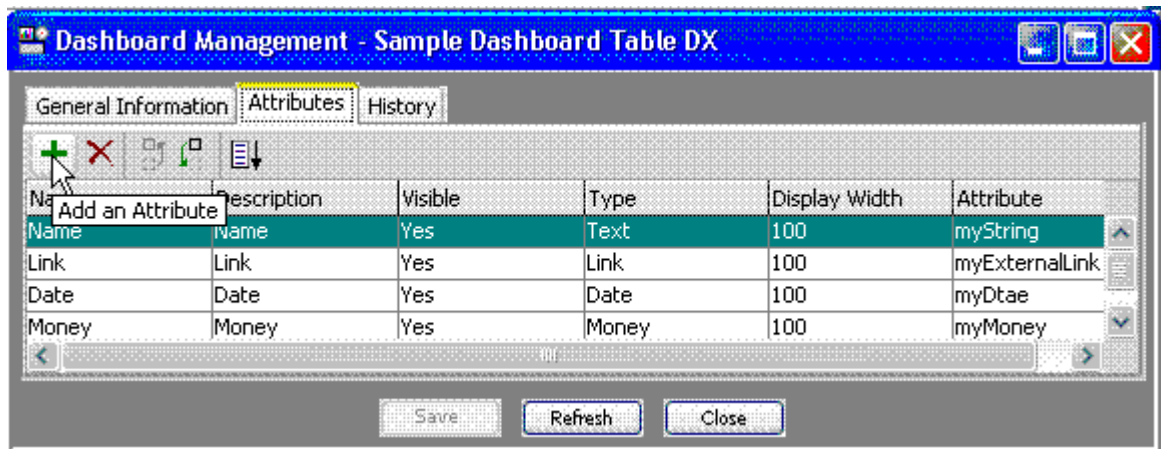 Dashboard Management - Sample Dashboard Table DX
General Information Attributes History
Na Description Visible Type Display Width Attribute
Add an Attribute
Name Name Yes Text 100 myString
Link Link Yes Link 100 myExternalLink
Date Date Yes Date 100 myDtae
Money Money Yes Money 100 myMoney
Save Refresh Close